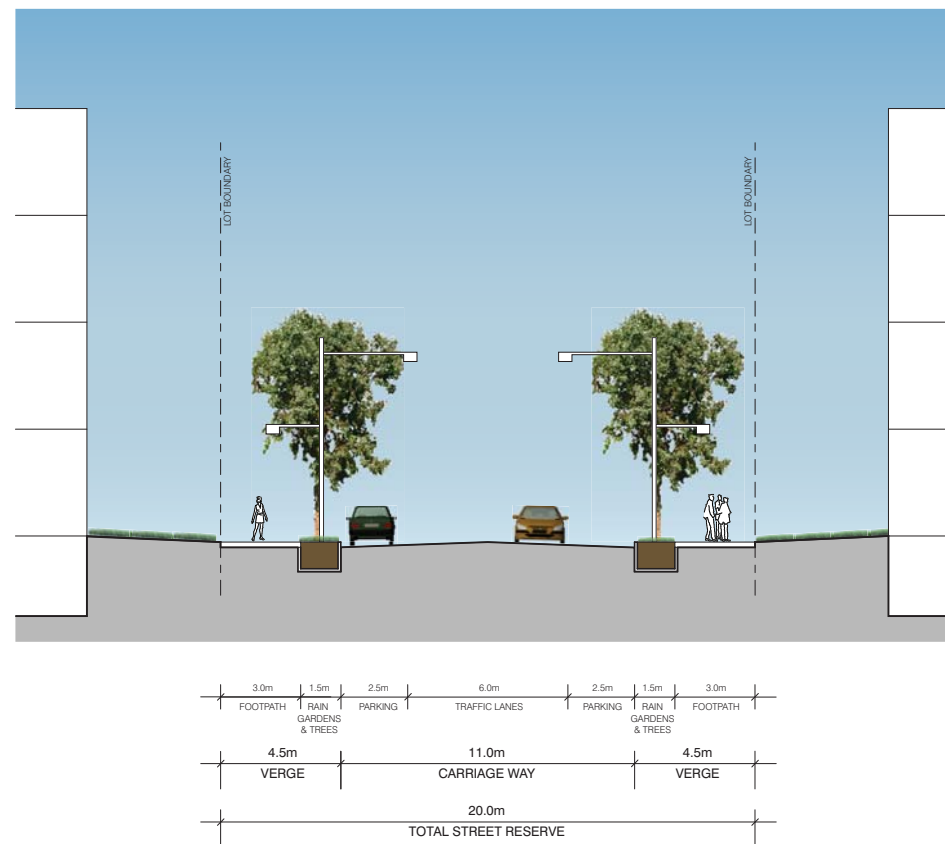 LOT BOUNDARY
LOT BOUNDARY
3.0m 1.5m 2.5m 6.0m 2.5m 1.5m 3.0m
FOOTPATH RAIN PARKING TRAFFIC LANES PARKING RAIN FOOTPATH
GARDENS GARDENS
& TREES & TREES
4.5m 11.0m 4.5m
VERGE CARRIAGE WAY VERGE
20.0m
TOTAL STREET RESERVE